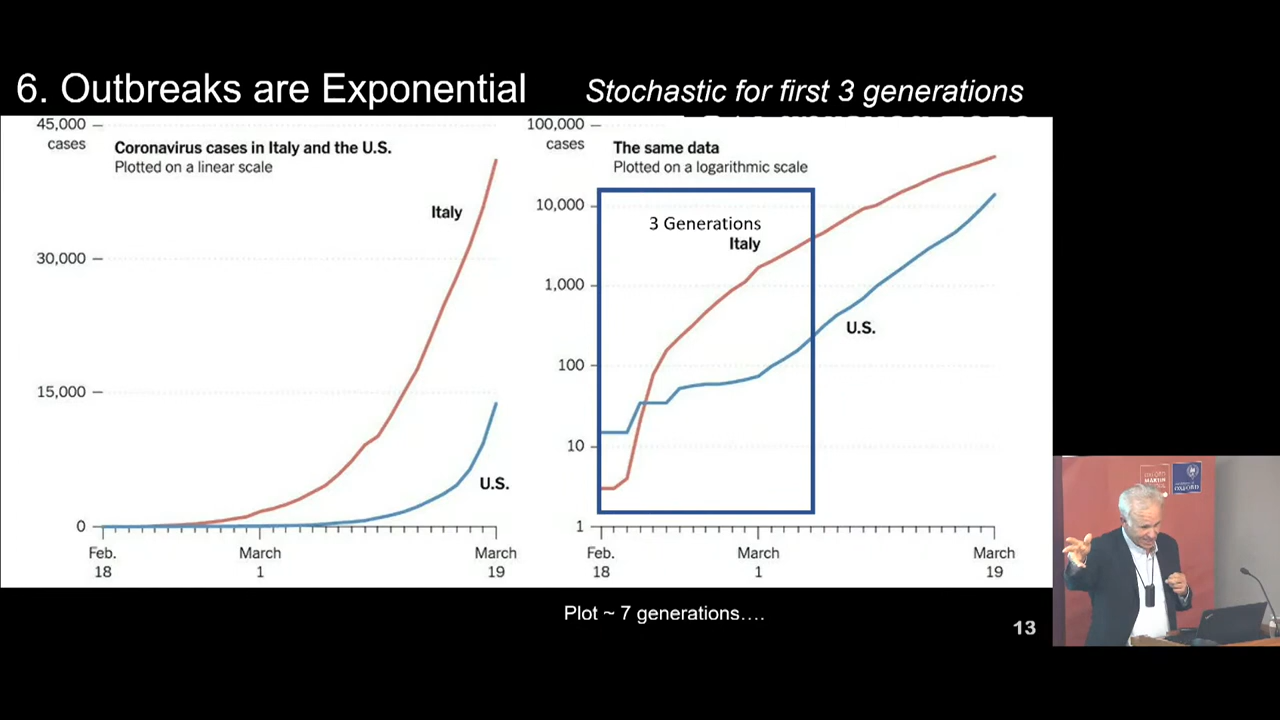 6. Outbreaks are Exponential
Stochastic for first 3 generations
45,000
cases
Coronavirus cases in Italy and the U.S.
Plotted on a linear scale
Italy
30,000
15,000
U.S.
0
Feb.
18
March
1
March
19
100,000
cases
The same data
Plotted on a logarithmic scale
10,000
3 Generations
Italy
1,000
U.S.
100
10
1
Feb.
18
March
1
March
19
Plot ~ 7 generations....
13
OXFORD
MARTIN
OXFORD